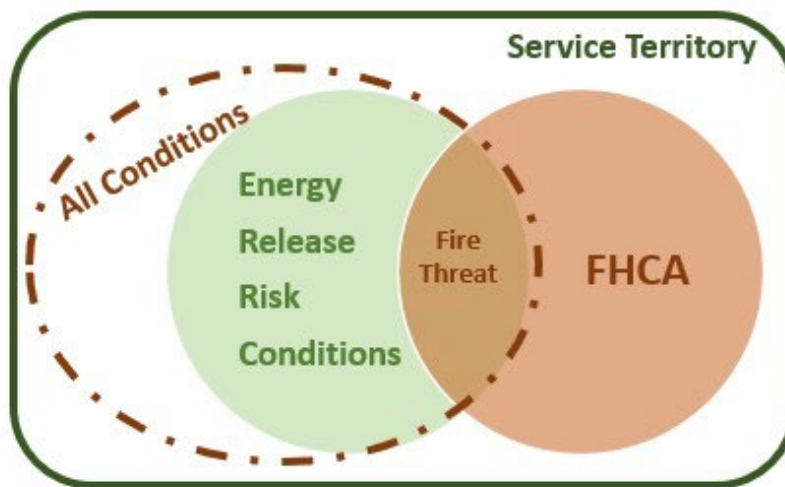 Service Territory
All Conditions
Energy
Release
Risk
Conditions
Fire
Threat
FHCA